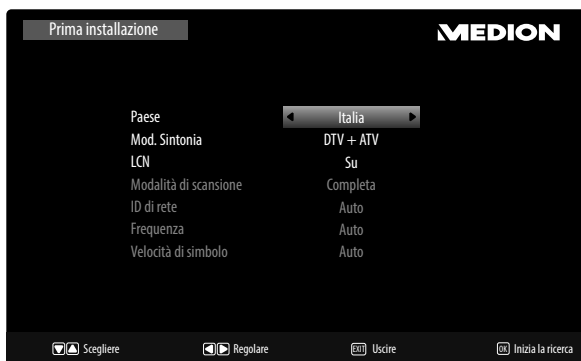 Prima installazione MEDION
Paese Italia
Mod. Sintonia DTV + ATV
LCN Su
Modalità di scansione Completa
ID di rete Auto
Frequenza Auto
Velocità di simbolo Auto
Scegliere Regolare EXIT Uscire OK Inizia la ricerca